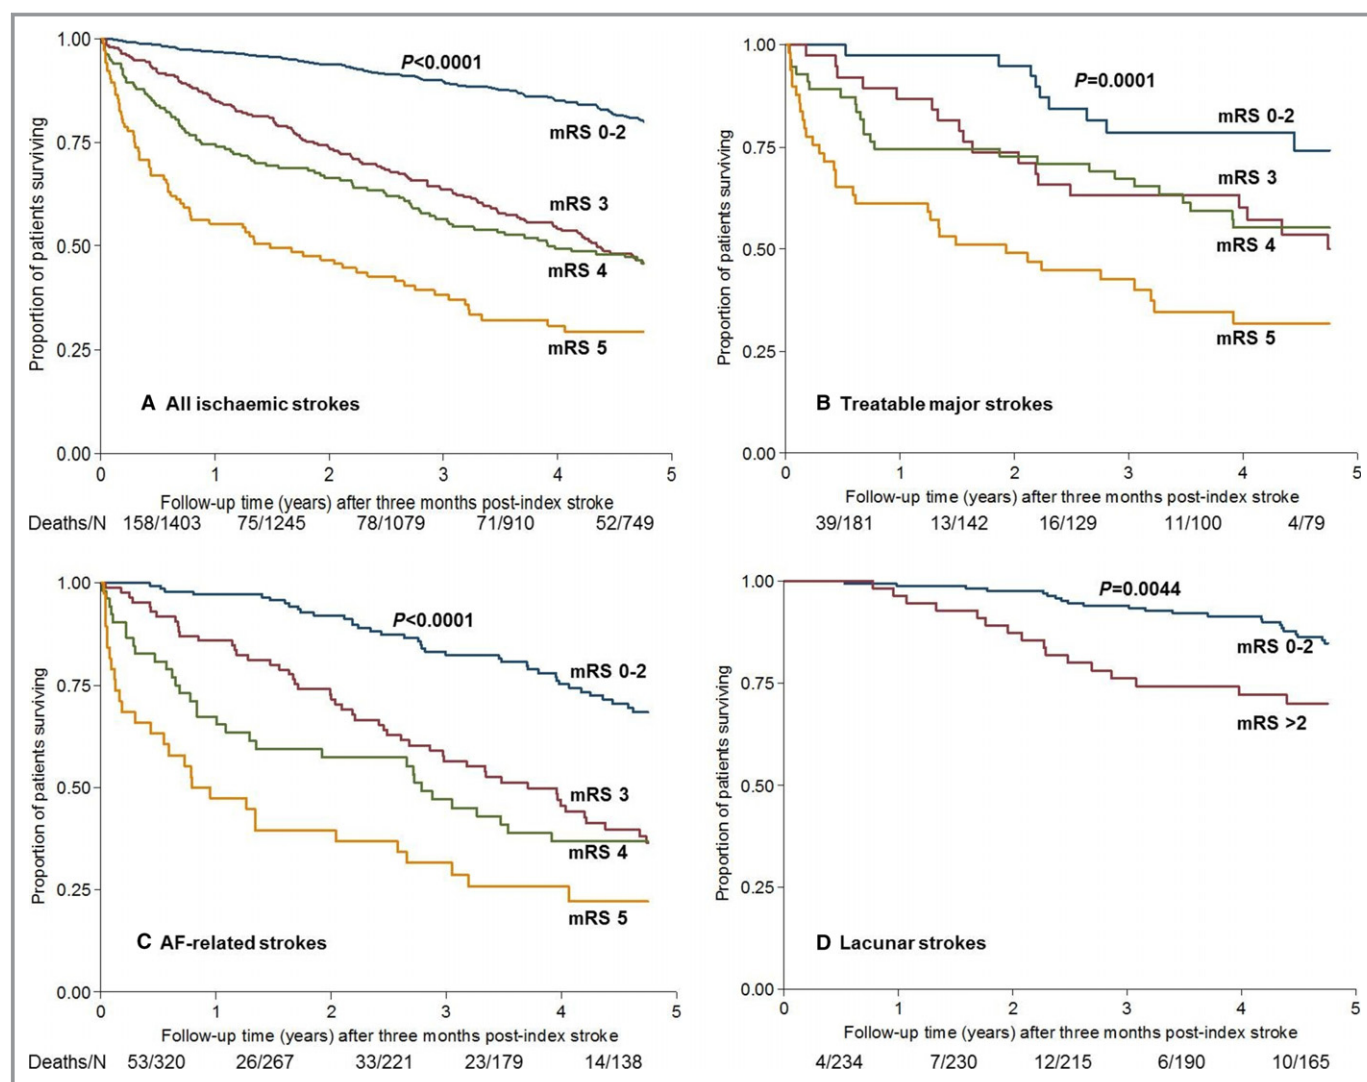 1.00
P<0.0001
mRS 0-2
0.75
mRS 3
0.50
mRS 4
mRS 5
0.25
A All ischaemic strokes
0.00
0 1 2 3 4 5
Proportion of patients surviving
Follow-up time (years) after three months post-index stroke
Deaths/N 158/1403 75/1245 78/1079 71/910 52/749
1.00
P=0.0001
mRS 0-2
0.75
mRS 3
0.50
mRS 4
mRS 5
0.25
B Treatable major strokes
0.00
0 1 2 3 4 5
Proportion of patients surviving
Follow-up time (years) after three months post-index stroke
39/181 13/142 16/129 11/100 4/79
1.00
P<0.0001
mRS 0-2
0.75
mRS 3
0.50
mRS 4
0.25
mRS 5
C AF-related strokes
0.00
0 1 2 3 4 5
Proportion of patients surviving
Follow-up time (years) after three months post-index stroke
Deaths/N 53/320 26/267 33/221 23/179 14/138
1.00
P=0.0044
mRS 0-2
0.75
mRS >2
0.50
0.25
D Lacunar strokes
0.00
0 1 2 3 4 5
Proportion of patients surviving
Follow-up time (years) after three months post-index stroke
4/234 7/230 12/215 6/190 10/165